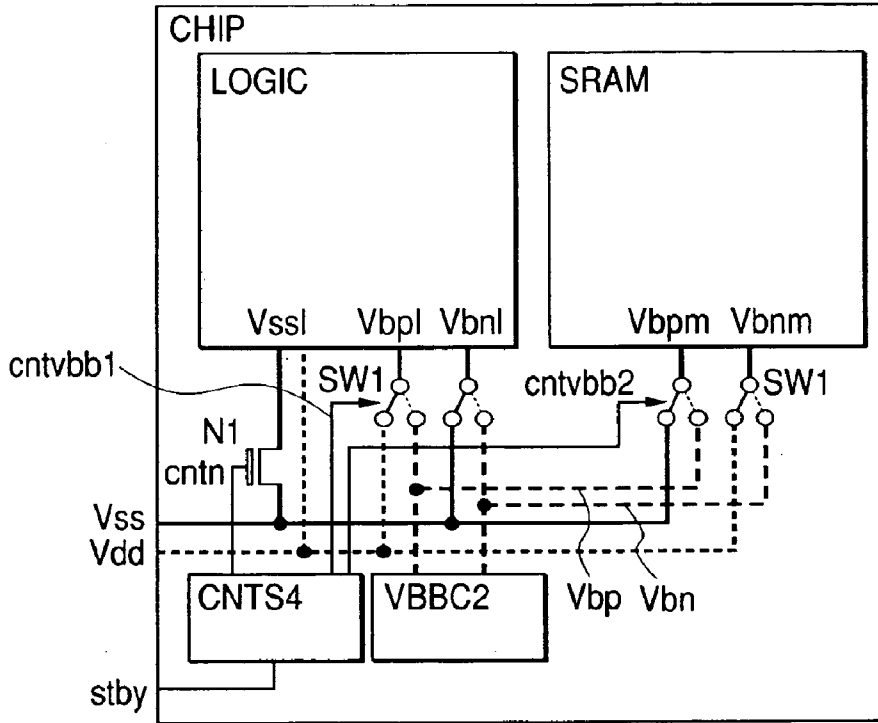 CHIP
LOGIC
SRAM
Vssl
Vbpl
Vbnl
Vbpm
Vbnm
cntvbb1
SW1
cntvbb2
SW1
N1
cntn
Vss
Vdd
CNTS4
VBBC2
Vbp
Vbn
stby